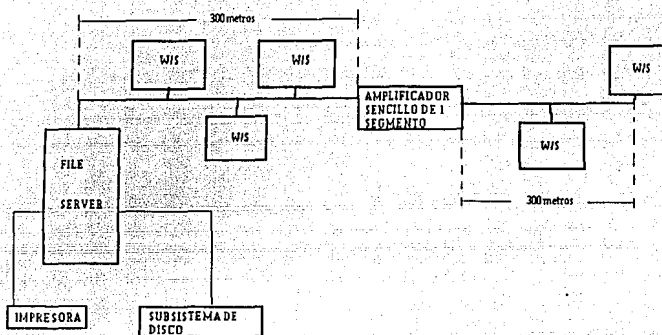 300 metros
W/S
W/S
W/S
W/S
AMPLIFICADOR
SENCILLO DE 1
SEGMENTO
W/S
FILE
SERVER
300 metros
IMPRESORA
SUBSISTEMA DE
DISCO